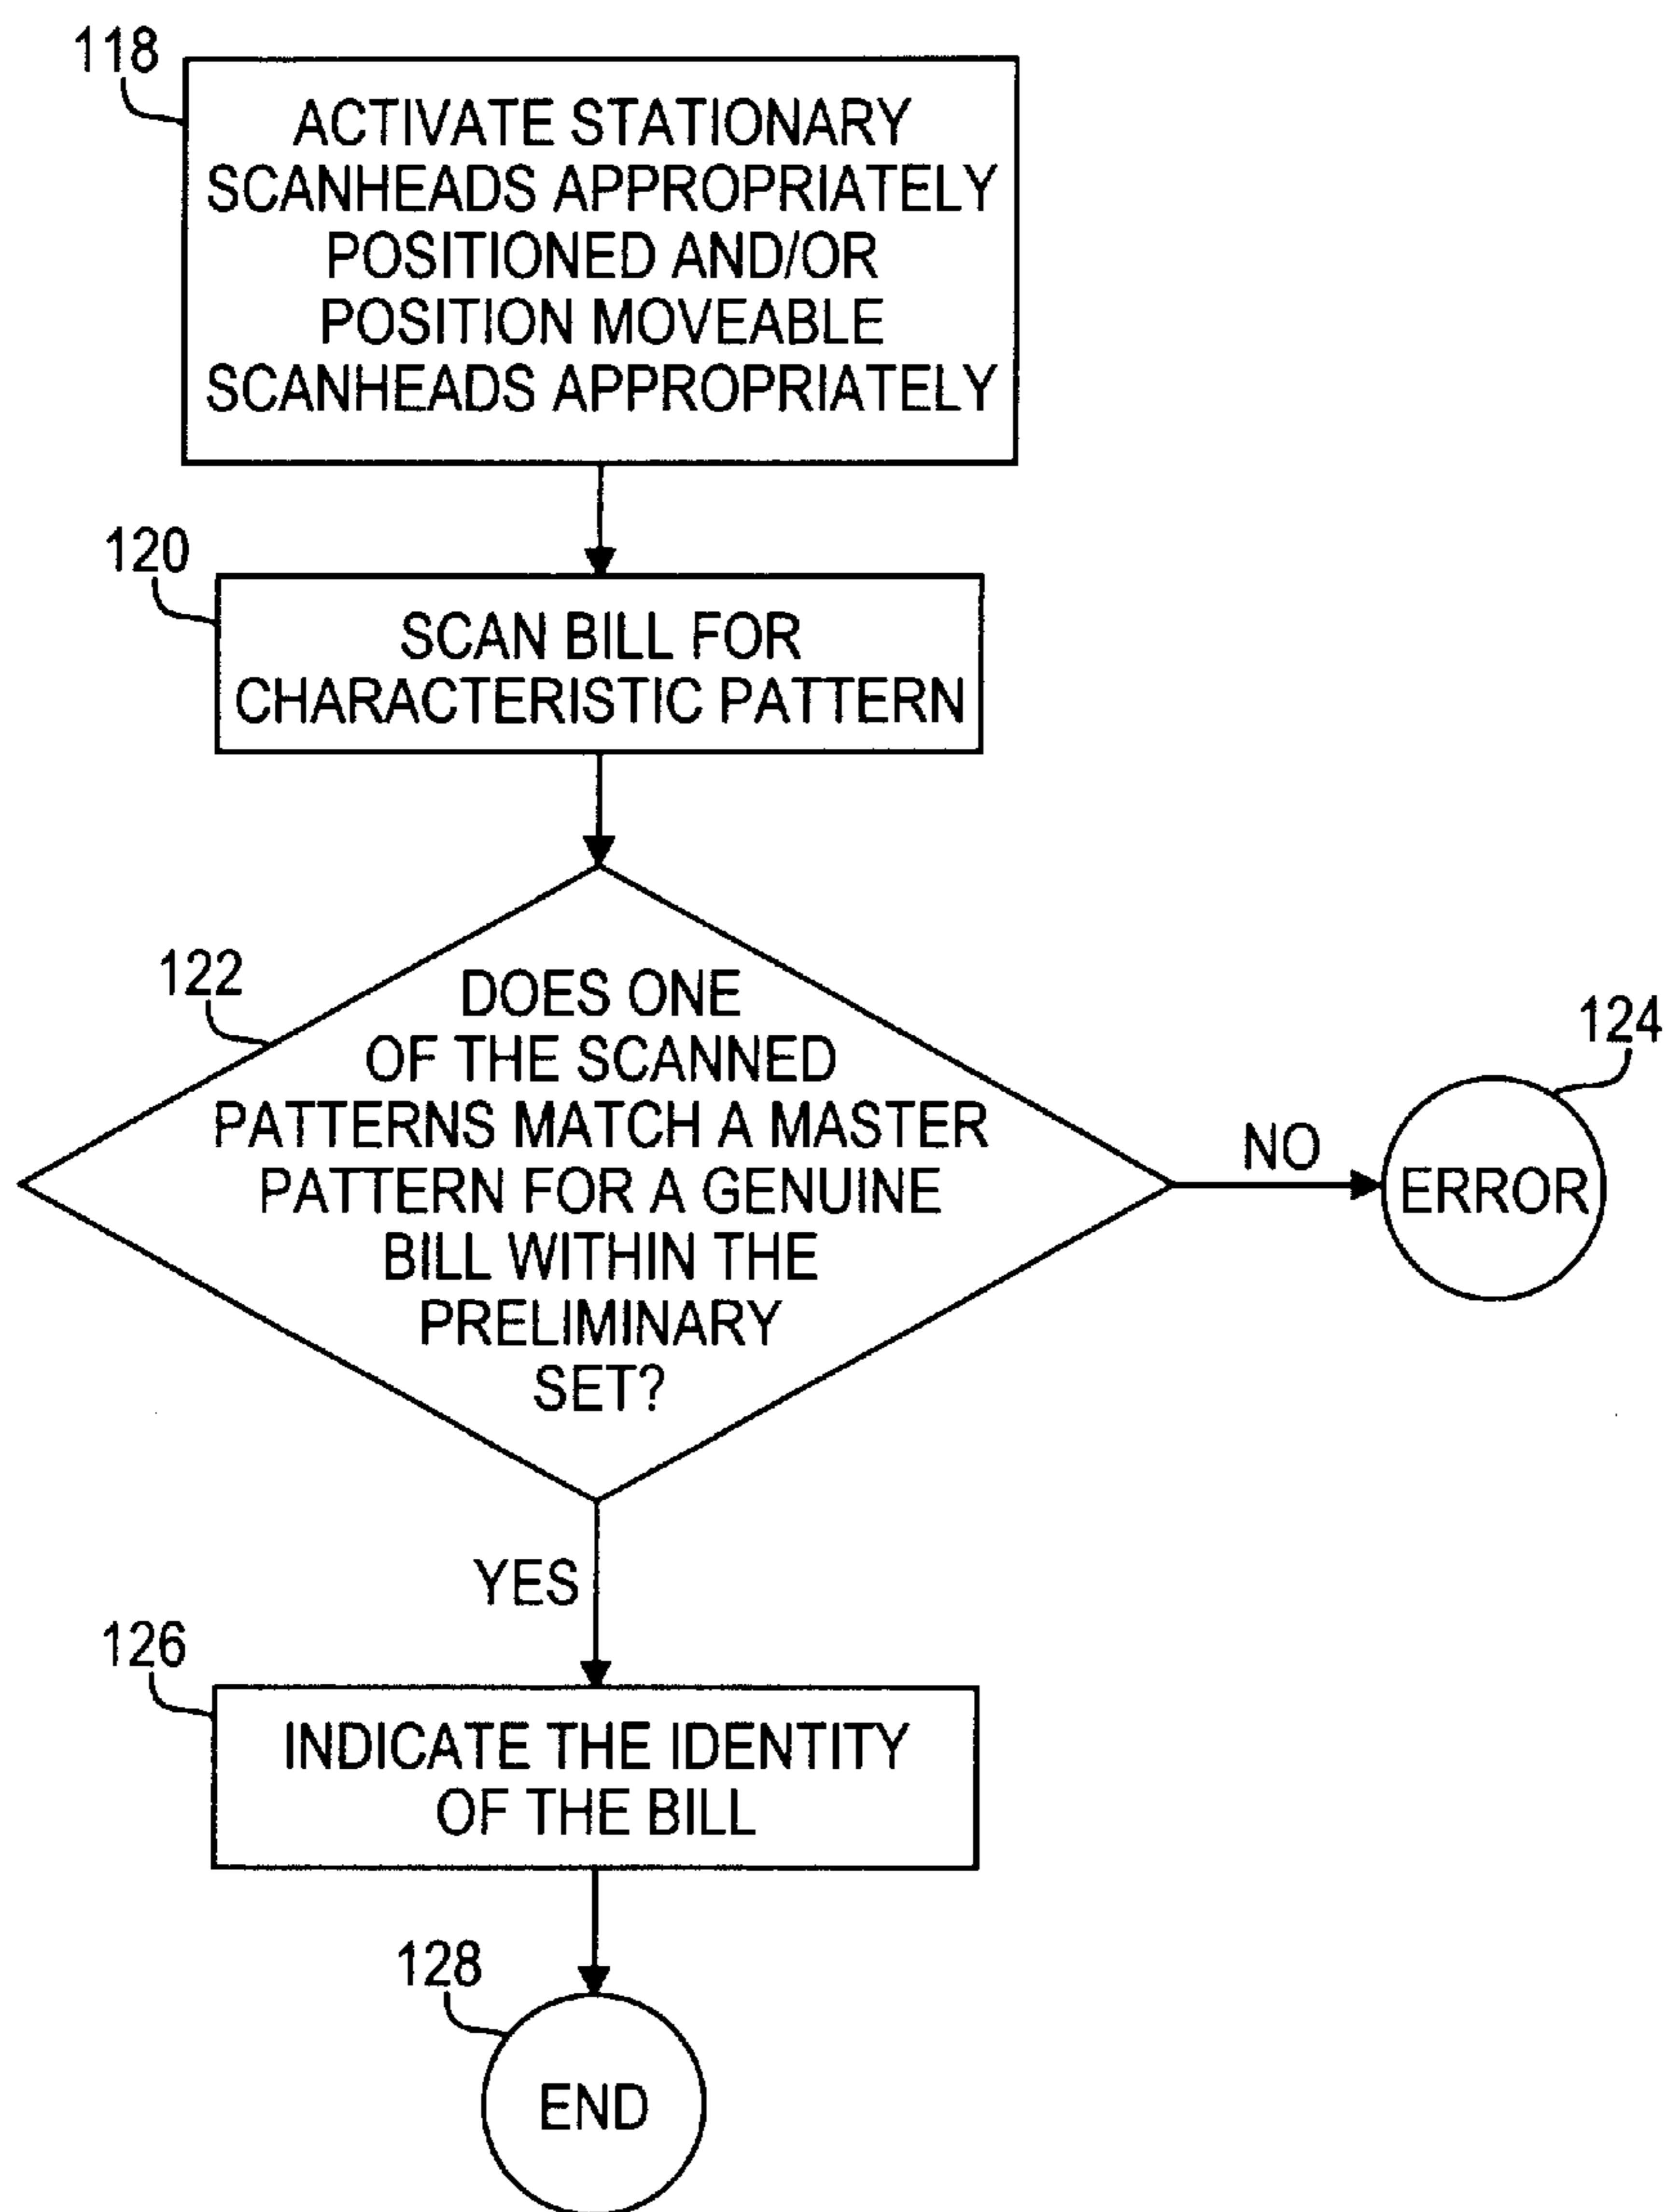 118
ACTIVATE STATIONARY
SCANHEADS APPROPRIATELY
POSITIONED AND/OR
POSITION MOVEABLE
SCANHEADS APPROPRIATELY
120
SCAN BILL FOR
CHARACTERISTIC PATTERN
122
DOES ONE
OF THE SCANNED
PATTERNS MATCH A MASTER
PATTERN FOR A GENUINE
BILL WITHIN THE
PRELIMINARY
SET?
NO
124
ERROR
YES
126
INDICATE THE IDENTITY
OF THE BILL
128
END